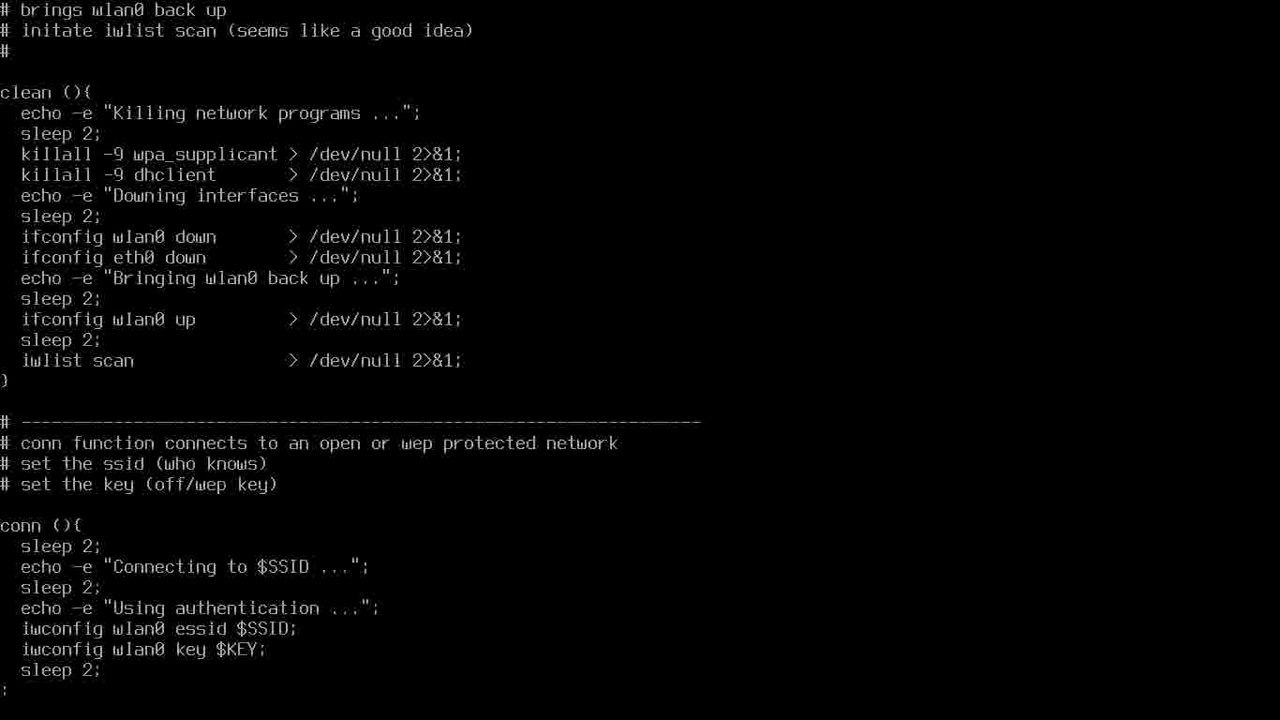 # brings wlan0 back up
# initate iwlist scan (seems like a good idea)
#
clean (){
  echo -e "Killing network programs ...";
  sleep 2;
  killall -9 wpa_supplicant > /dev/null 2>&1;
  killall -9 dhclient       > /dev/null 2>&1;
  echo -e "Downing interfaces ...";
  sleep 2;
  ifconfig wlan0 down       > /dev/null 2>&1;
  ifconfig eth0 down        > /dev/null 2>&1;
  echo -e "Bringing wlan0 back up ...";
  sleep 2;
  ifconfig wlan0 up         > /dev/null 2>&1;
  sleep 2;
  iwlist scan               > /dev/null 2>&1;
}
# ------------------------------------------------------------------
# conn function connects to an open or wep protected network
# set the ssid (who knows)
# set the key (off/wep key)
conn (){
  sleep 2;
  echo -e "Connecting to $SSID ...";
  sleep 2;
  echo -e "Using authentication ...";
  iwconfig wlan0 essid $SSID;
  iwconfig wlan0 key $KEY;
  sleep 2;
: